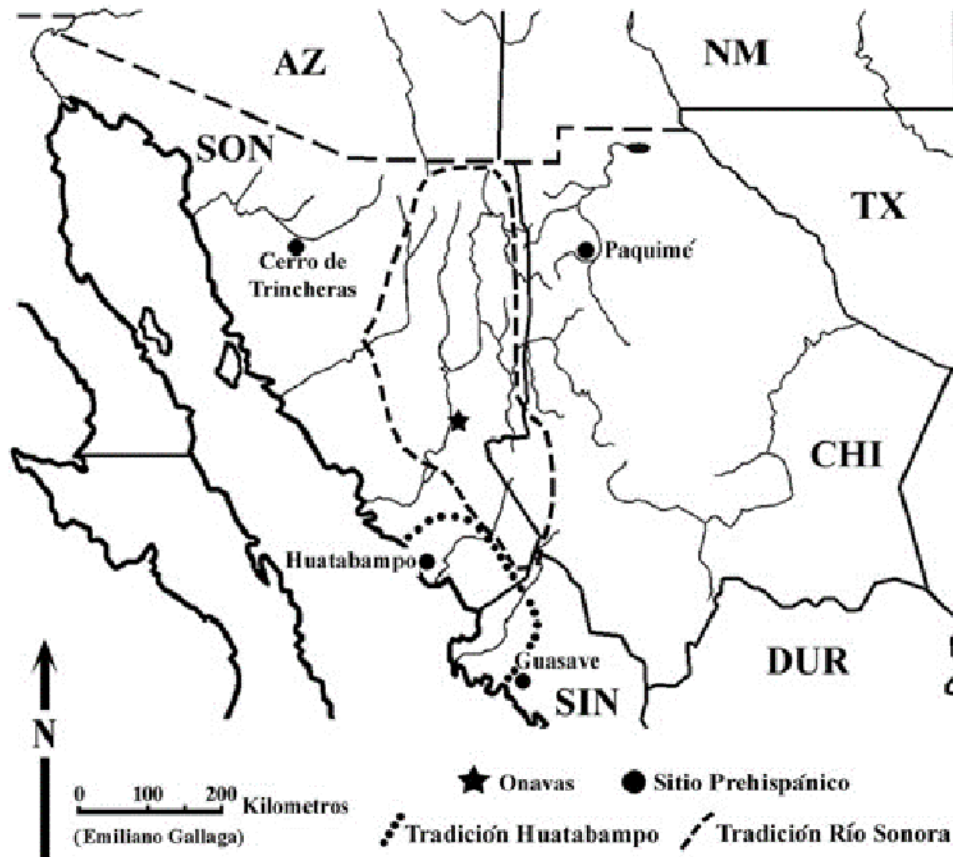 AZ
NM
SON
TX
Cerro de
Trincheras
Paquimé
CHI
Huatabampo
Guasave
DUR
SIN
N
0 100 200 Kilometros
(Emiliano Gallaga)
Onavas
Sitio Prehispánico
Tradición Huatabampo
Tradición Río Sonora